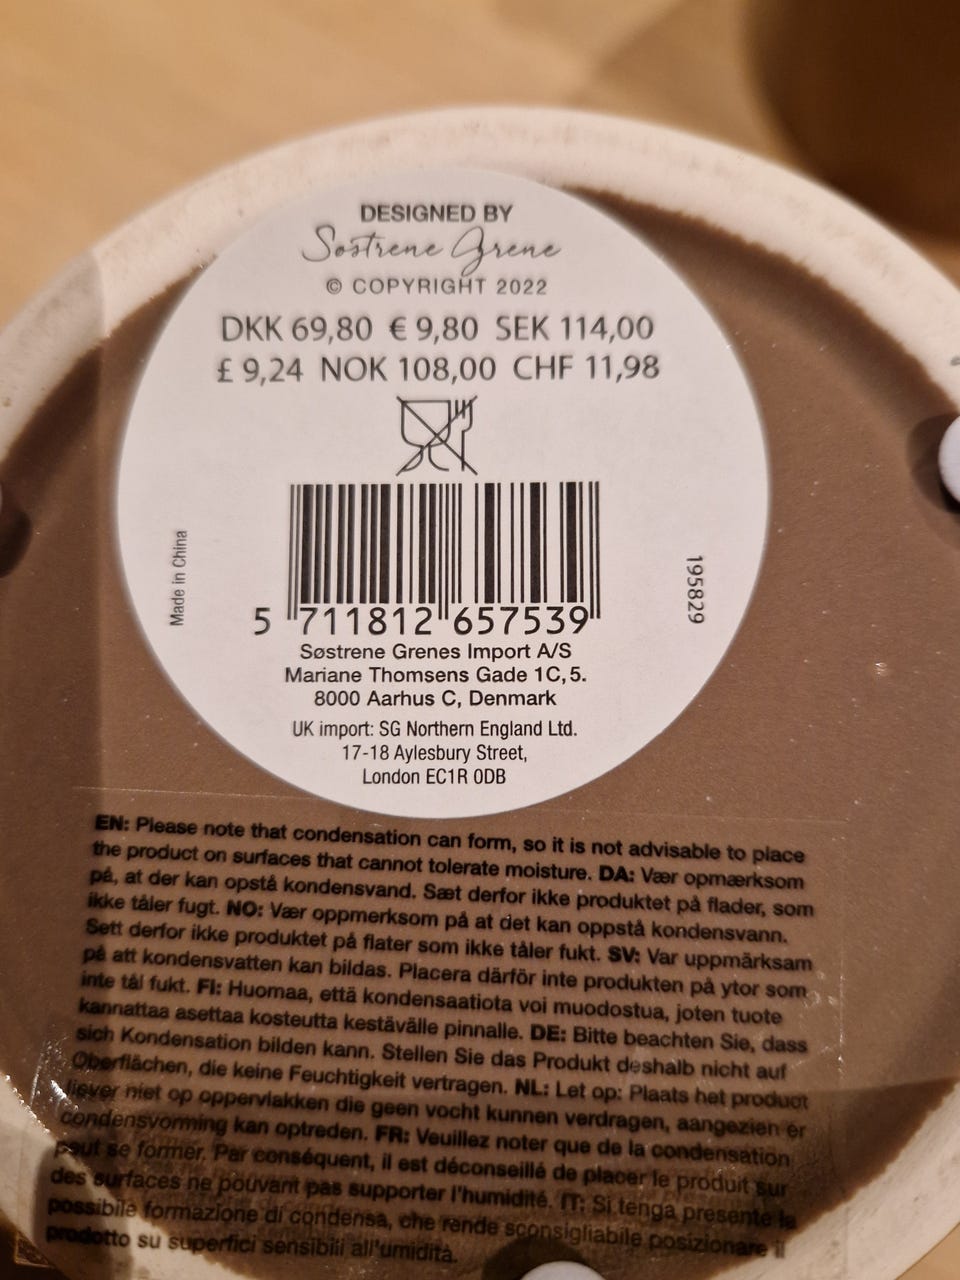 DESIGNED BY
Søstrene Grene
© COPYRIGHT 2022
DKK 69,80 € 9,80 SEK 114,00
£ 9,24 NOK 108,00 CHF 11,98
Made in China
195829
5 711812 657539
Søstrene Grenes Import A/S
Mariane Thomsens Gade 1C, 5.
8000 Aarhus C, Denmark
UK import: SG Northern England Ltd.
17-18 Aylesbury Street,
London EC1R 0DB
EN: Please note that condensation can form, so it is not advisable to place
the product on surfaces that cannot tolerate moisture. DA: Vær opmærksom
på, at der kan opstå kondensvand. Sæt derfor ikke produktet på flader, som
ikke tåler fugt. NO: Vær oppmerksom på at det kan oppstå kondensvann.
Sett derfor ikke produktet på flater som ikke tåler fukt. SV: Var uppmärksam
på att kondensvatten kan bildas. Placera därför inte produkten på ytor som
inte tål fukt. FI: Huomaa, että kondensaatiota voi muodostua, joten tuote
kannattaa asettaa kosteutta kestävälle pinnalle. DE: Bitte beachten Sie, dass
sich Kondensation bilden kann. Stellen Sie das Produkt deshalb nicht auf
Oberflächen, die keine Feuchtigkeit vertragen. NL: Let op: Plaats het product
liever niet op oppervlakken die geen vocht kunnen verdragen, aangezien er
condensvorming kan optreden. FR: Veuillez noter que de la condensation
peut se former. Par conséquent, il est déconseillé de placer le produit sur
des surfaces ne pouvant pas supporter l'humidité. IT: Si tenga presente la
possibile formazione di condensa, che rende sconsigliabile posizionare il
prodotto su superfici sensibili all'umidità.